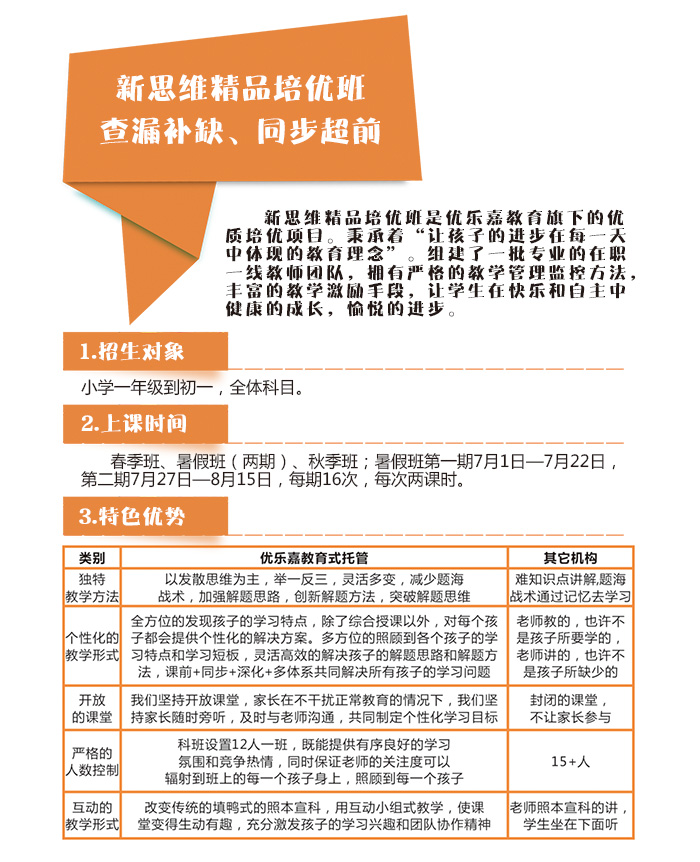 新思维精品培优班
查漏补缺、同步超前
新思维精品培优班是优乐嘉教育旗下的优
质培优项目。秉承着“让孩子的进步在每一天
中体现的教育理念”。组建了一批专业的在职
一线教师团队，拥有严格的教学管理监控方法，
丰富的教学激励手段，让学生在快乐和自主中
健康的成长，愉悦的进步。
1.招生对象
小学一年级到初一，全体科目。
2.上课时间
春季班、暑假班（两期）、秋季班；暑假班第一期7月1日—7月22日，
第二期7月27日—8月15日，每期16次，每次两课时。
3.特色优势
类别 优乐嘉教育式托管 其它机构
独特
教学方法
以发散思维为主，举一反三，灵活多变，减少题海
战术，加强解题思路，创新解题方法，突破解题思维
难知识点讲解,题海
战术通过记忆去学习
个性化的
教学形式
全方位的发现孩子的学习特点，除了综合授课以外，对每个孩
子都会提供个性化的解决方案。多方位的照顾到各个孩子的学
习特点和学习短板，灵活高效的解决孩子的解题思路和解题方
法，课前+同步+深化+多体系共同解决所有孩子的学习问题
老师教的，也许不
是孩子所要学的，
老师讲的，也许不
是孩子所缺少的
开放
的课堂
我们坚持开放课堂，家长在不干扰正常教育的情况下，我们坚
持家长随时旁听，及时与老师沟通，共同制定个性化学习目标
封闭的课堂，
不让家长参与
严格的
人数控制
科班设置12人一班，既能提供有序良好的学习
氛围和竞争热情，同时保证老师的关注度可以
辐射到班上的每一个孩子身上，照顾到每一个孩子
15+人
互动的
教学形式
改变传统的填鸭式的照本宣科，用互动小组式教学，使课
堂变得生动有趣，充分激发孩子的学习兴趣和团队协作精神
老师照本宣科的讲，
学生坐在下面听